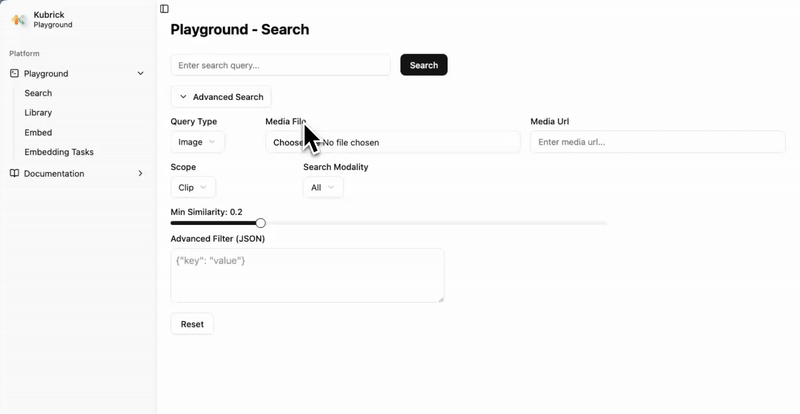 Kubrick
Playground
Platform
Playground
Search
Library
Embed
Embedding Tasks
Documentation
Playground - Search
Enter search query...
Search
Advanced Search
Query Type
Media File
Media Url
Image
Choose
No file chosen
Enter media url...
Scope
Search Modality
Clip
All
Min Similarity: 0.2
Advanced Filter (JSON)
{"key": "value"}
Reset